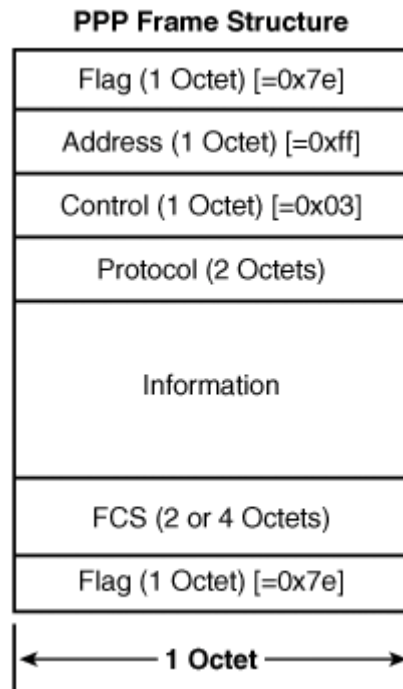 PPP Frame Structure
Flag (1 Octet) [=0x7e]
Address (1 Octet) [=0xff]
Control (1 Octet) [=0x03]
Protocol (2 Octets)
Information
FCS (2 or 4 Octets)
Flag (1 Octet) [=0x7e]
1 Octet